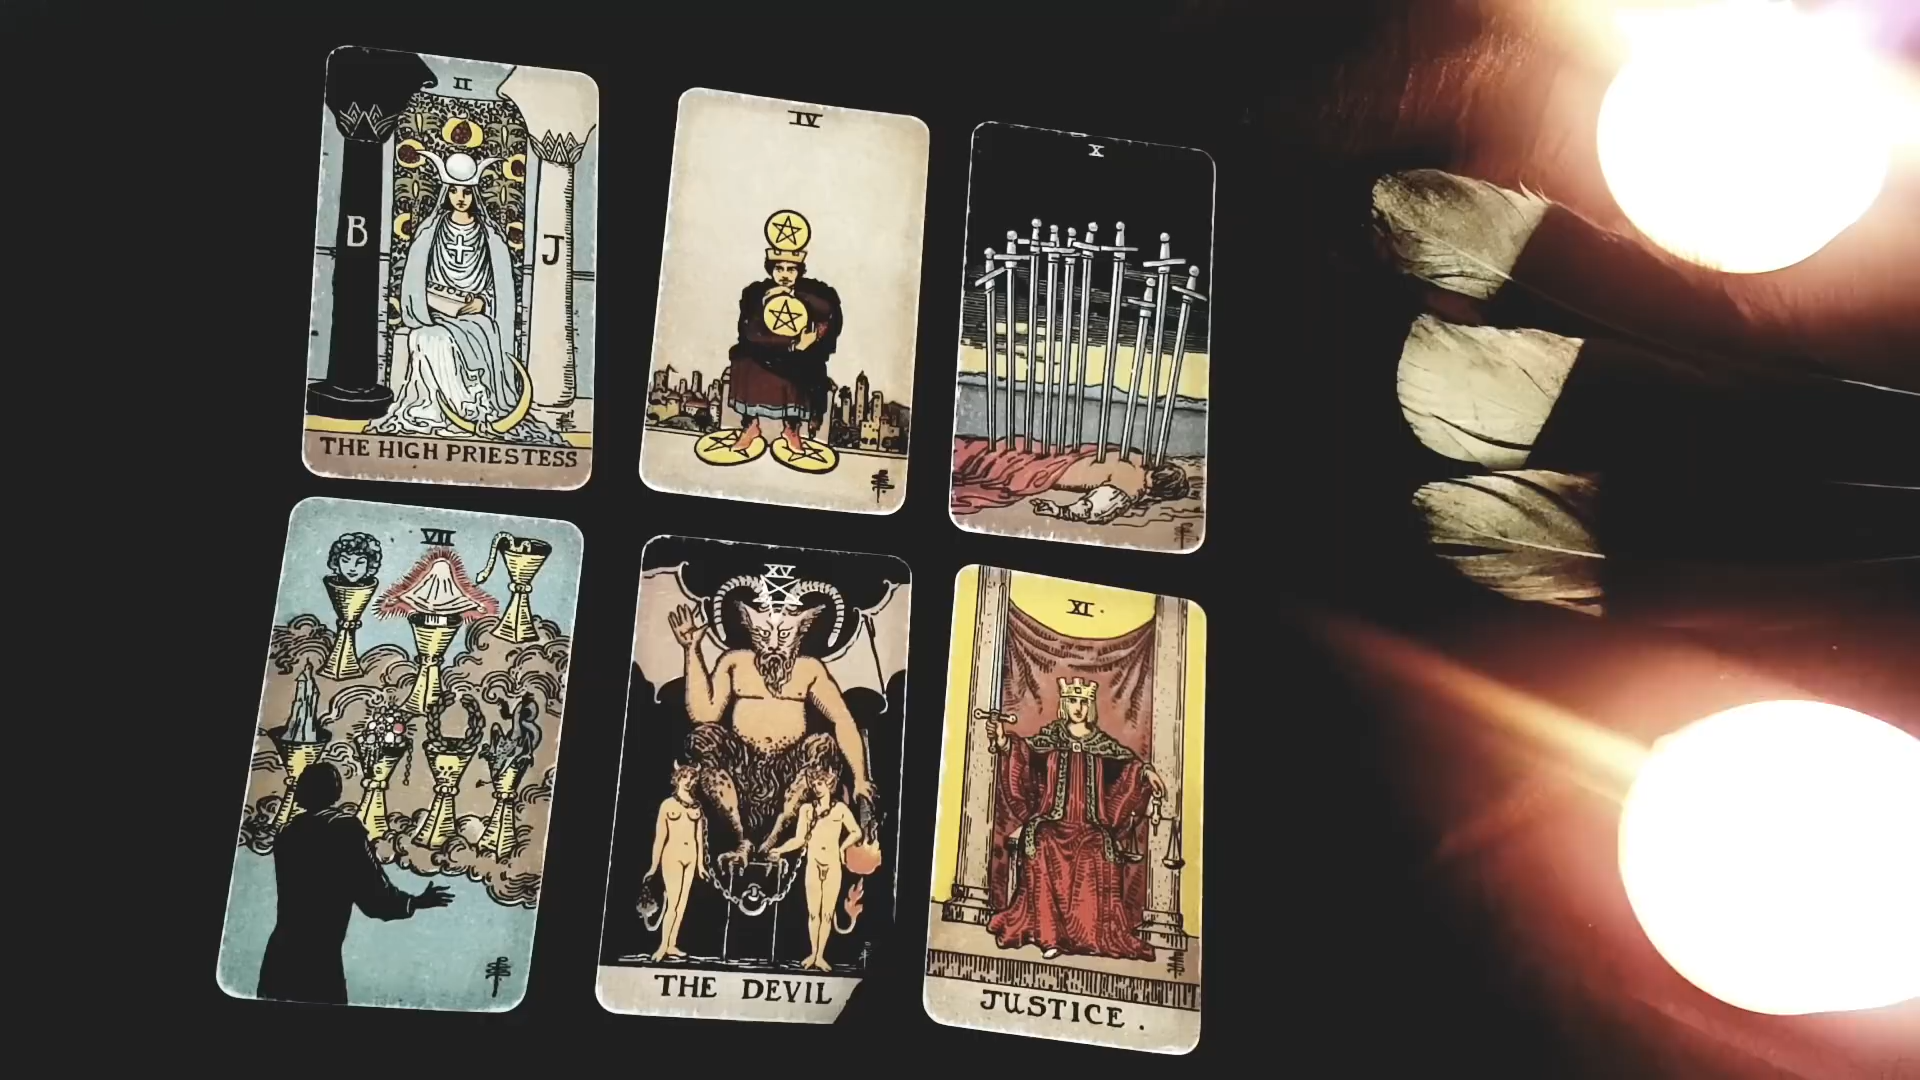 II
B
J
THE HIGH PRIESTESS
IV
X
VII
XV
THE DEVIL
XI.
JUSTICE.